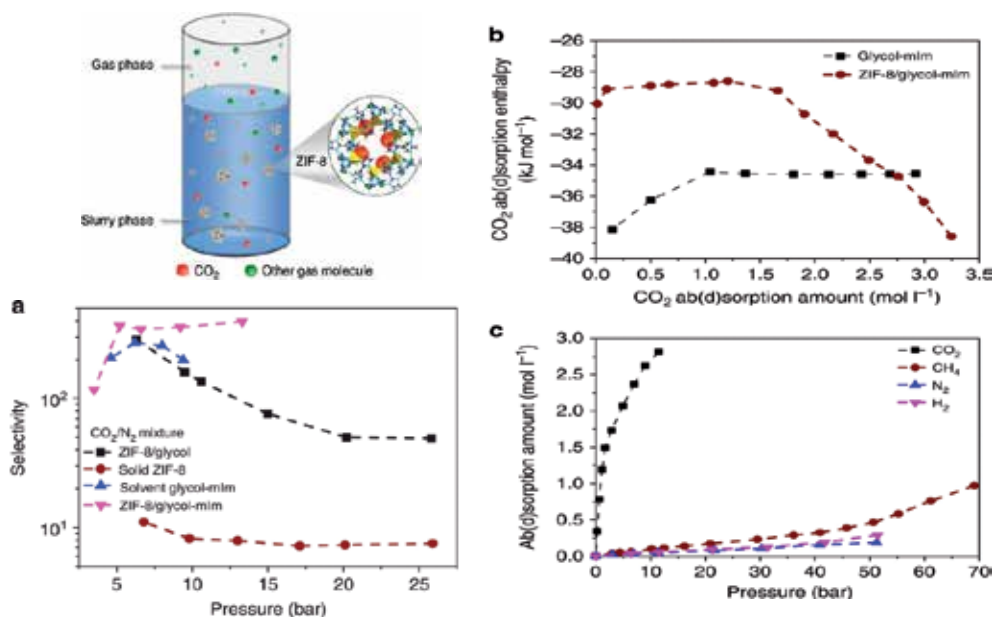 Gas phase
ZIF-8
Slurry phase
CO₂
Other gas molecule
a
10²
10¹
Selectivity
CO₂/N₂ mixture
ZIF-8/glycol
Solid ZIF-8
Solvent glycol-mIm
ZIF-8/glycol-mIm
5 10 15 20 25
Pressure (bar)
b
−26
−28
−30
−32
−34
−36
−38
−40
CO₂ ab(d)sorption enthalpy
(kJ mol⁻¹)
Glycol-mIm
ZIF-8/glycol-mIm
0.0 0.5 1.0 1.5 2.0 2.5 3.0 3.5
CO₂ ab(d)sorption amount (mol l⁻¹)
c
3.0
2.5
2.0
1.5
1.0
0.5
0.0
Ab(d)sorption amount (mol l⁻¹)
CO₂
CH₄
N₂
H₂
0 10 20 30 40 50 60 70
Pressure (bar)